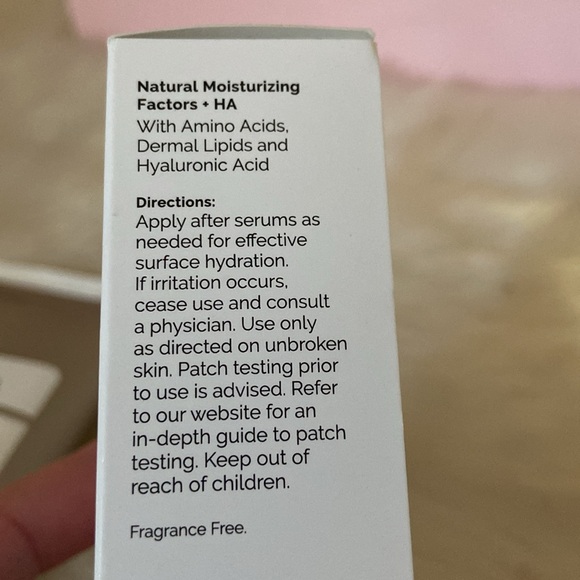 Natural Moisturizing
Factors + HA
With Amino Acids,
Dermal Lipids and
Hyaluronic Acid
Directions:
Apply after serums as
needed for effective
surface hydration.
If irritation occurs,
cease use and consult
a physician. Use only
as directed on unbroken
skin. Patch testing prior
to use is advised. Refer
to our website for an
in-depth guide to patch
testing. Keep out of
reach of children.
Fragrance Free.